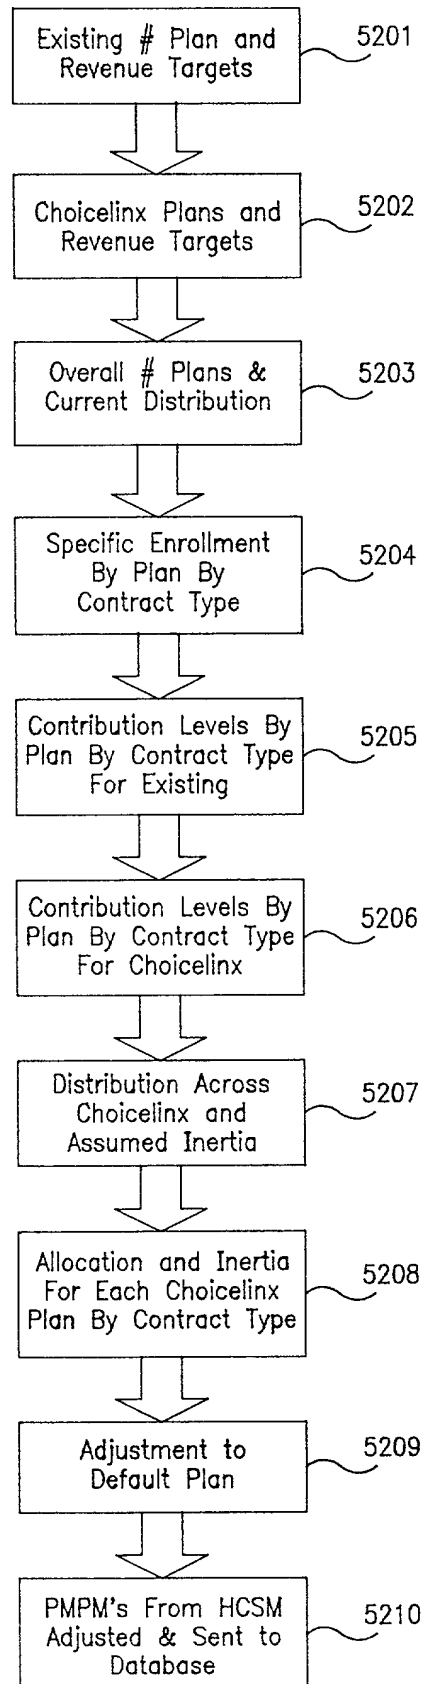 Existing # Plan and
Revenue Targets
5201
Choicelinx Plans and
Revenue Targets
5202
Overall # Plans &
Current Distribution
5203
Specific Enrollment
By Plan By
Contract Type
5204
Contribution Levels By
Plan By Contract Type
For Existing
5205
Contribution Levels By
Plan By Contract Type
For Choicelinx
5206
Distribution Across
Choicelinx and
Assumed Inertia
5207
Allocation and Inertia
For Each Choicelinx
Plan By Contract Type
5208
Adjustment to
Default Plan
5209
PMPM's From HCSM
Adjusted & Sent to
Database
5210